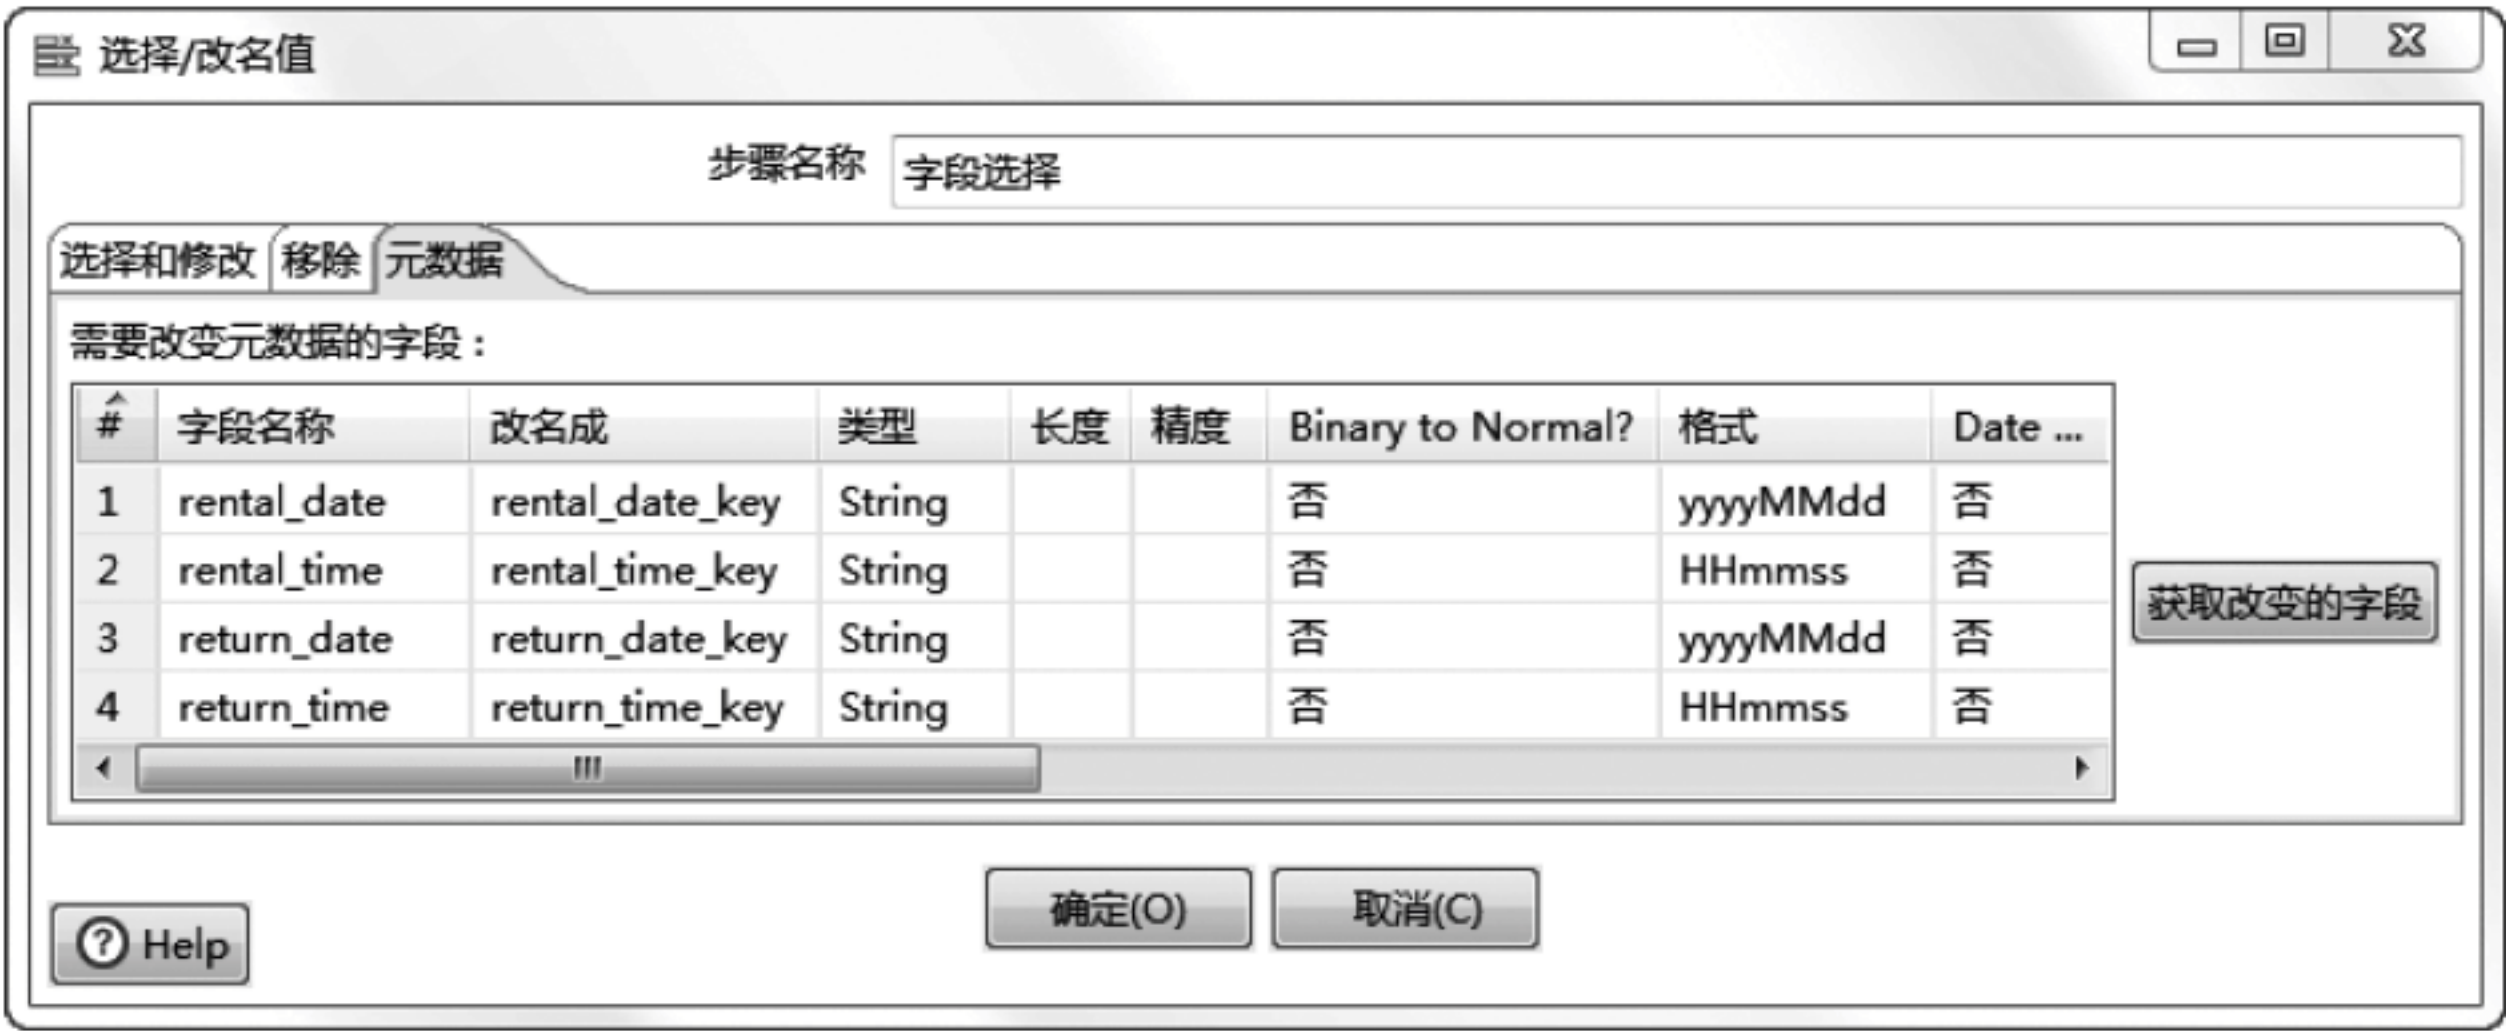 选择/改名值
步骤名称 字段选择
选择和修改 移除 元数据
需要改变元数据的字段：
# 字段名称 改名成 类型 长度 精度 Binary to Normal? 格式 Date ...
1 rental_date rental_date_key String 否 yyyyMMdd 否
2 rental_time rental_time_key String 否 HHmmss 否
3 return_date return_date_key String 否 yyyyMMdd 否
4 return_time return_time_key String 否 HHmmss 否
获取改变的字段
确定(O) 取消(C)
Help